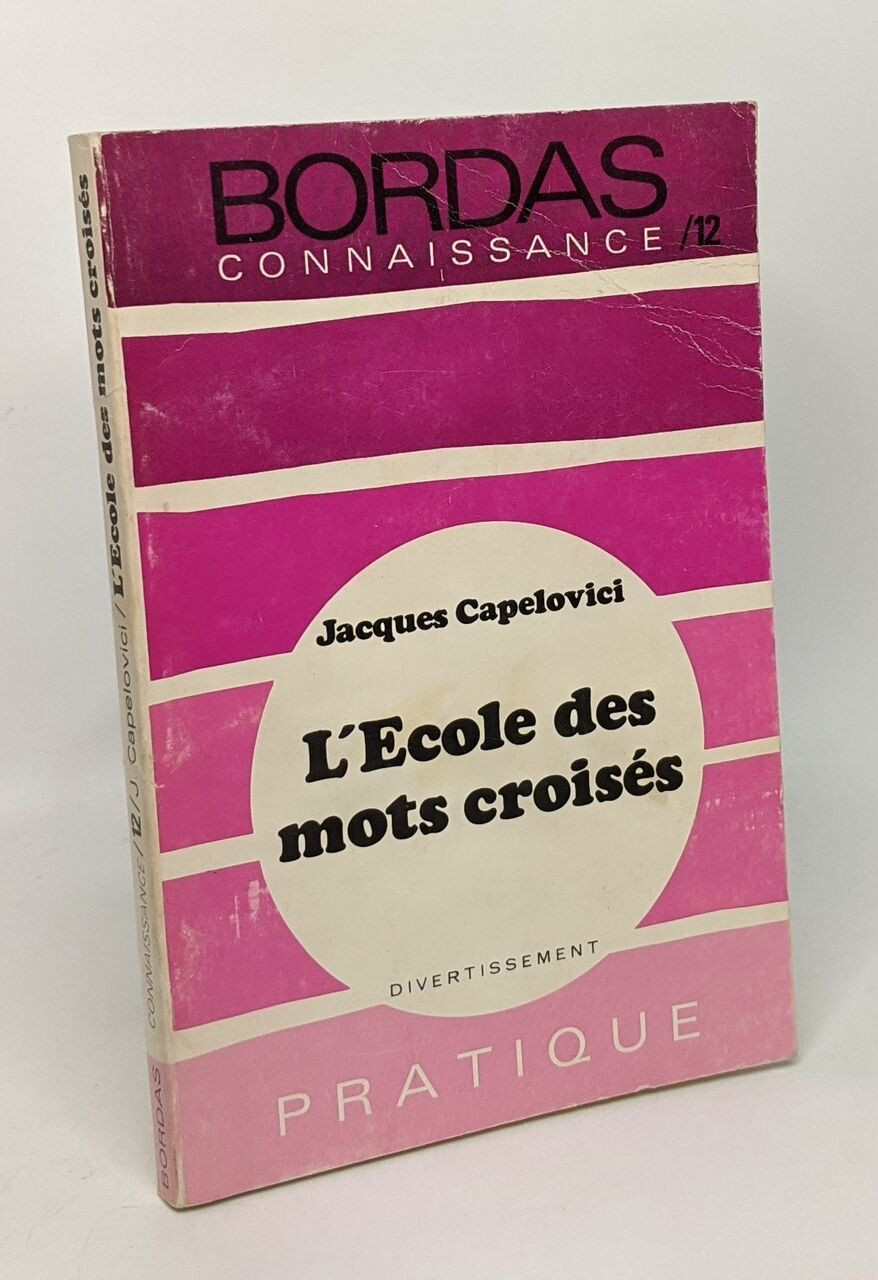 BORDAS
CONNAISSANCE /12
Jacques Capelovici
L'Ecole des
mots croisés
DIVERTISSEMENT
PRATIQUE
BORDAS CONNAISSANCE/12/J. Capelovici/L'Ecole des mots croisés